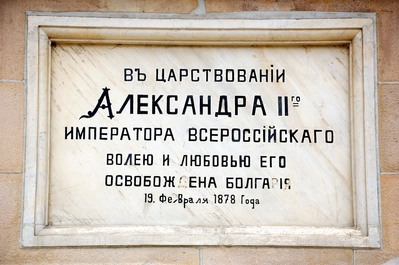 ВЪ ЦАРСТВОВАНІИ
АЛЕКСАНДРА IIГО
ИМПЕРАТОРА ВСЕРОССІЙСКАГО
ВОЛЕЮ И ЛЮБОВЬЮ ЕГО
ОСВОБОЖДЕНА БОЛГАРІЯ
19. ФеВраля 1878 Года